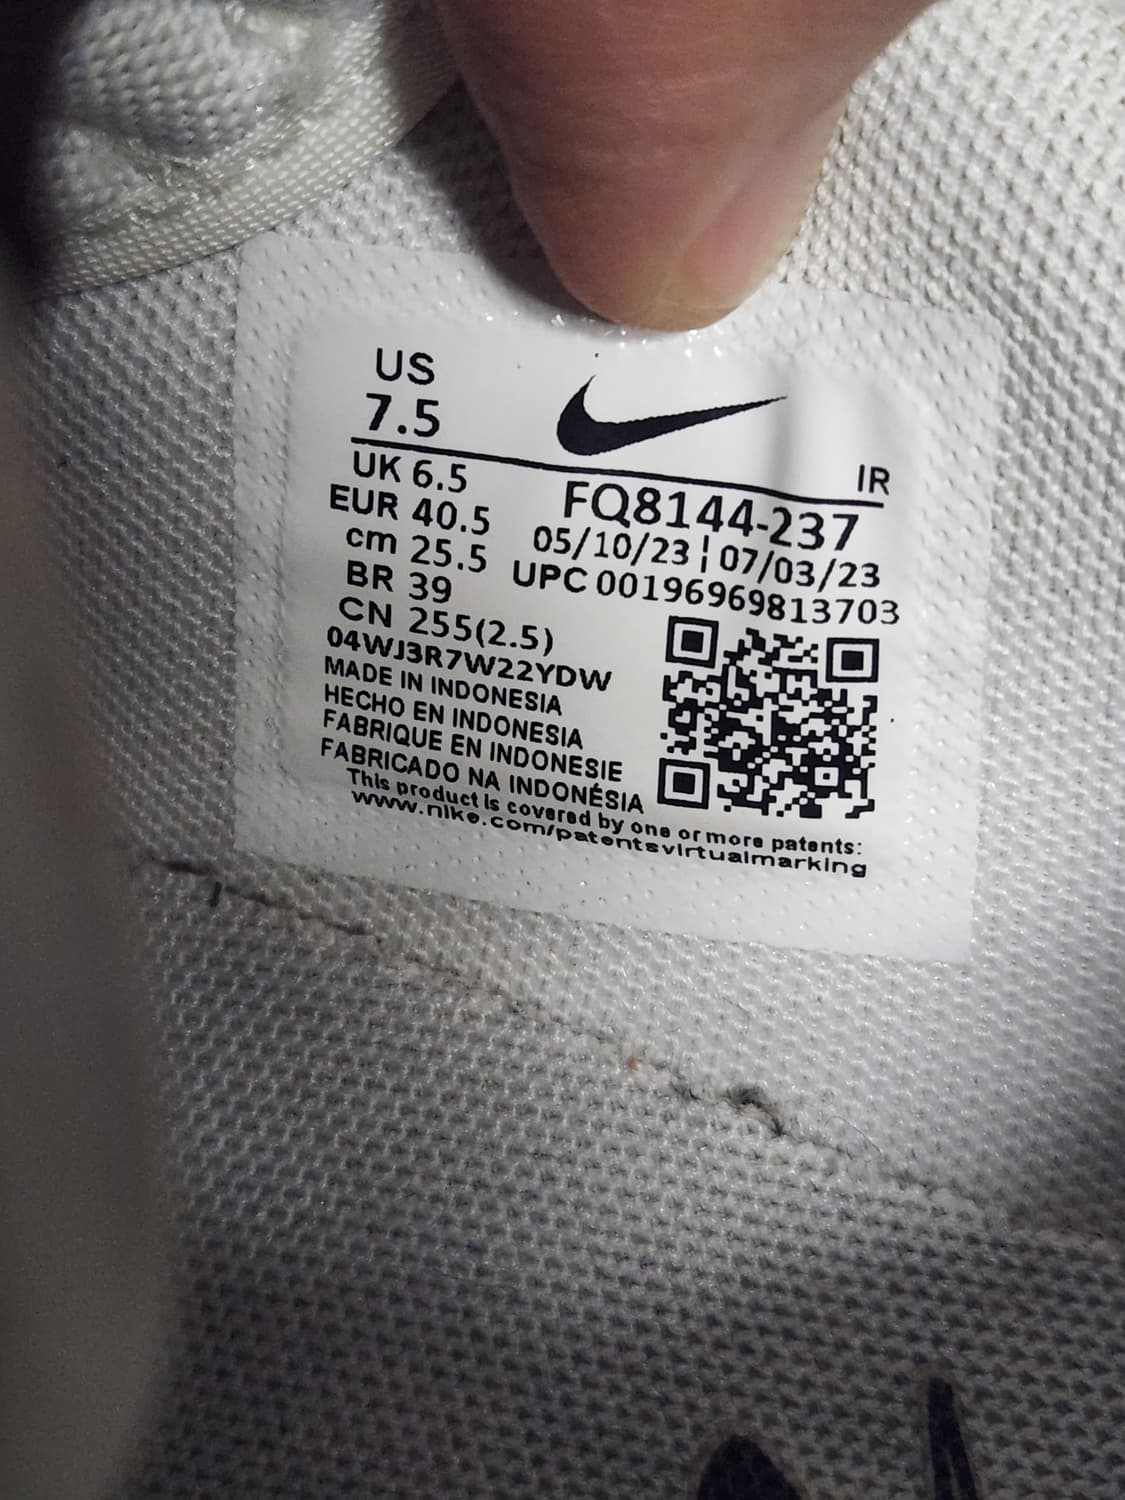 US
7.5
IR
UK 6.5
EUR 40.5
cm 25.5
BR 39
CN 255(2.5)
FQ8144-237
05/10/23 ¦ 07/03/23
UPC 00196969813703
04WJ3R7W22YDW
MADE IN INDONESIA
HECHO EN INDONESIA
FABRIQUE EN INDONESIE
FABRICADO NA INDONÉSIA
This product is covered by one or more patents:
www.nike.com/patentsvirtualmarking